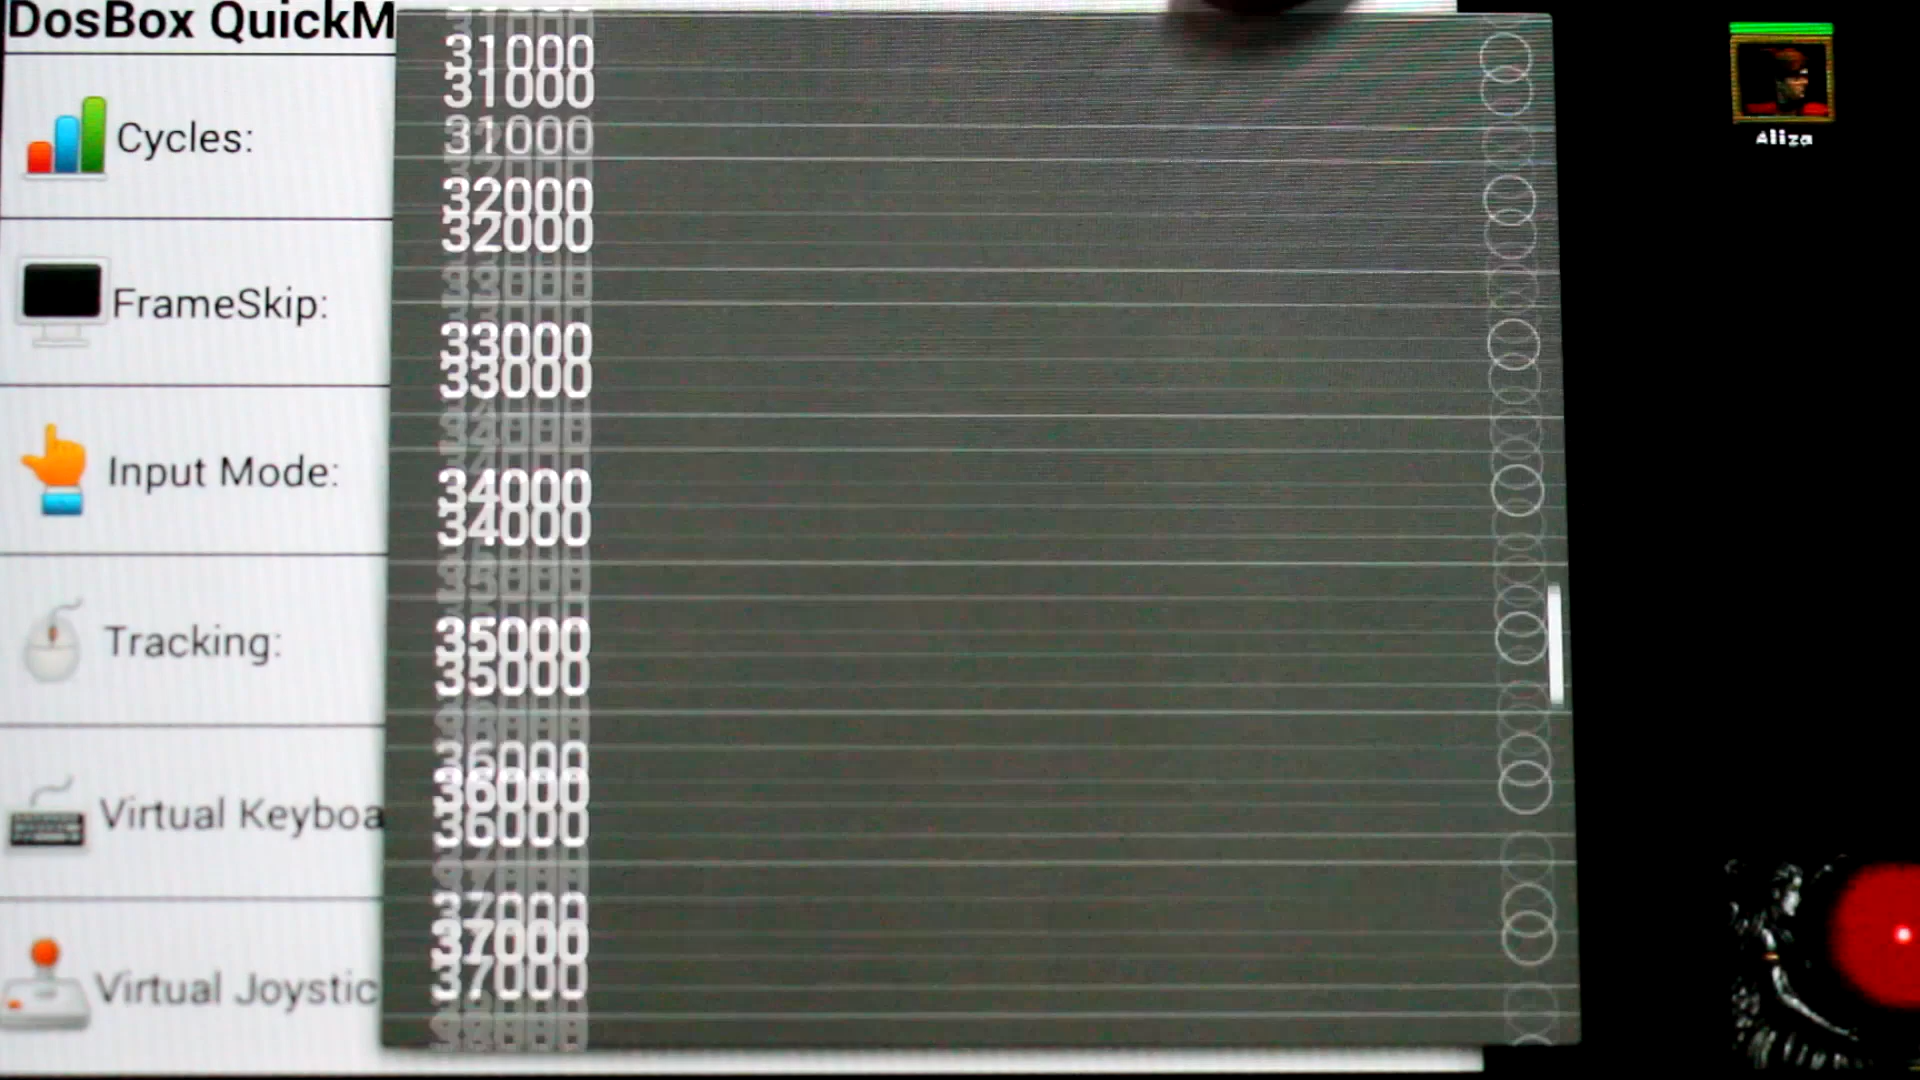 DosBox QuickM
Cycles:
FrameSkip:
Input Mode:
Tracking:
Virtual Keyboa
Virtual Joystic
31000
31000
31000
32000
32000
33000
33000
34000
34000
35000
35000
36000
36000
36000
37000
37000
37000
Aliza